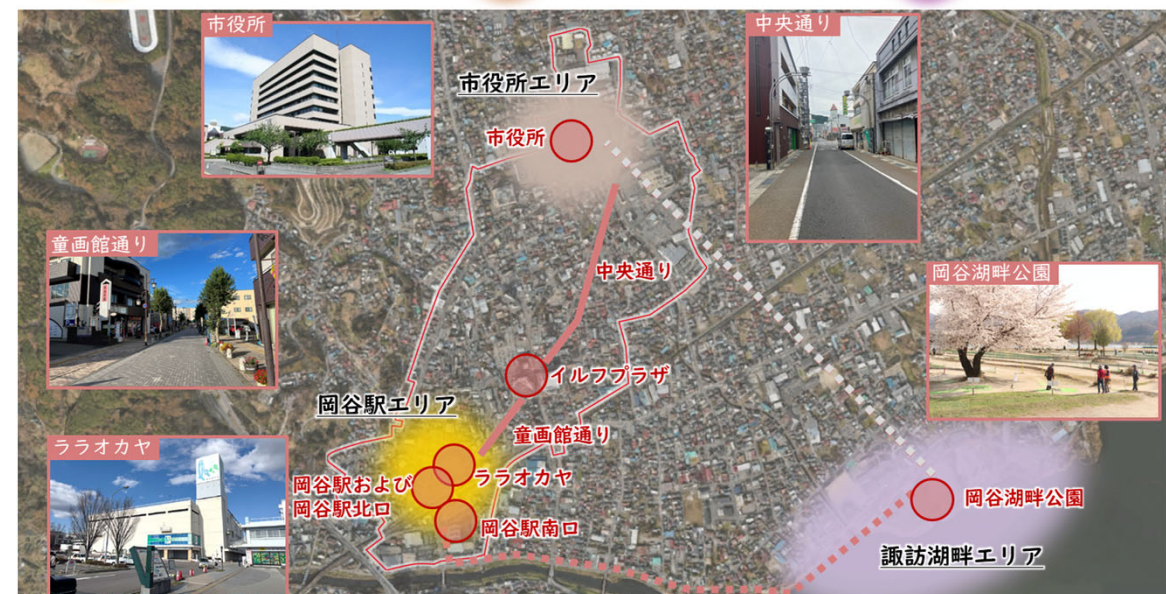 市役所
中央通り
市役所エリア
市役所
童画館通り
中央通り
岡谷湖畔公園
イルフプラザ
岡谷駅エリア
童画館通り
ララオカヤ
ララオカヤ
岡谷駅および
岡谷駅北口
岡谷湖畔公園
岡谷駅南口
諏訪湖畔エリア